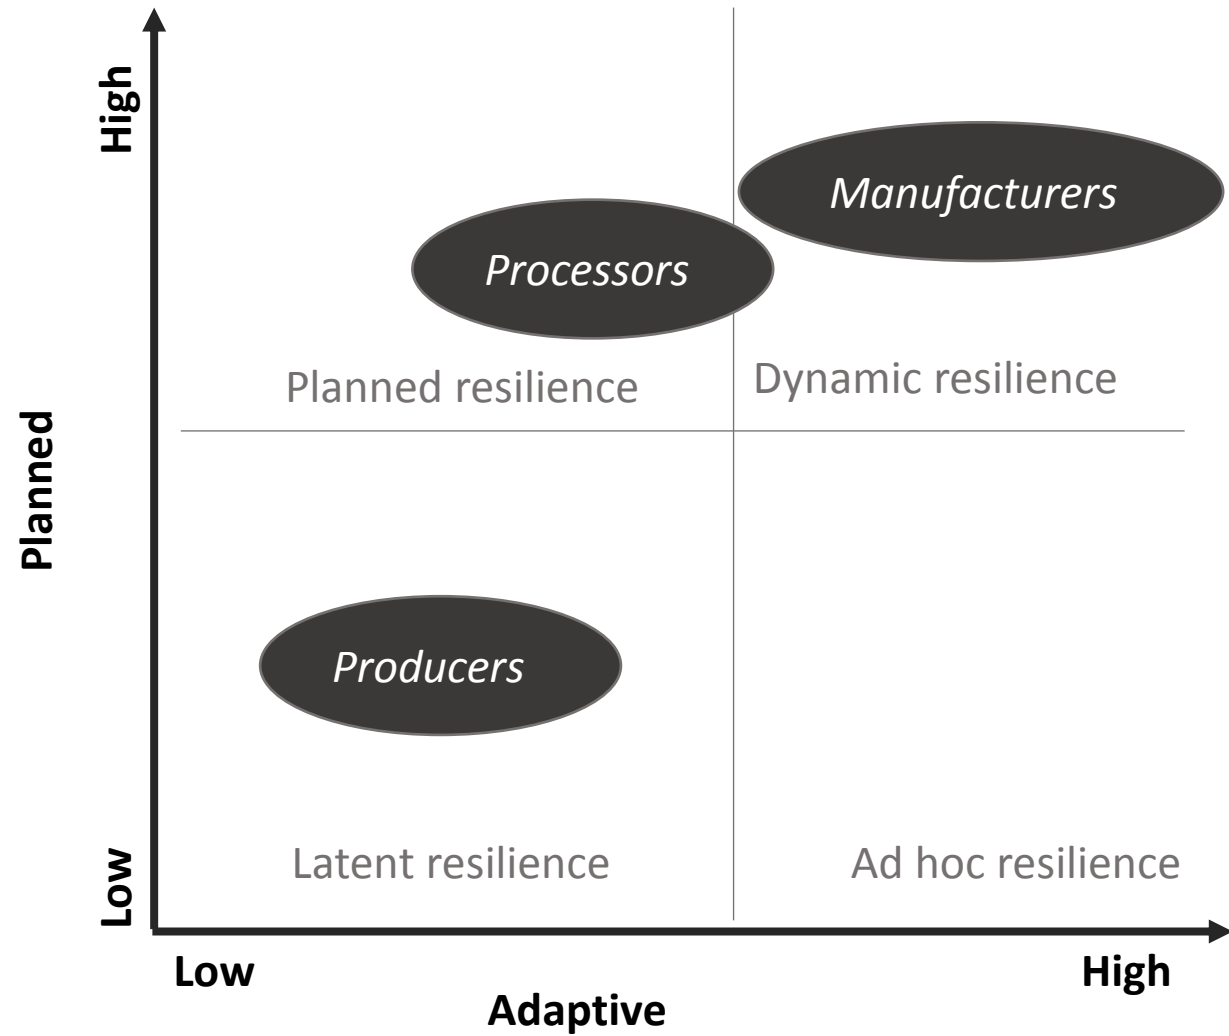 High
Manufacturers
Processors
Planned resilience
Dynamic resilience
Planned
Producers
Latent resilience
Ad hoc resilience
Low
Low
High
Adaptive